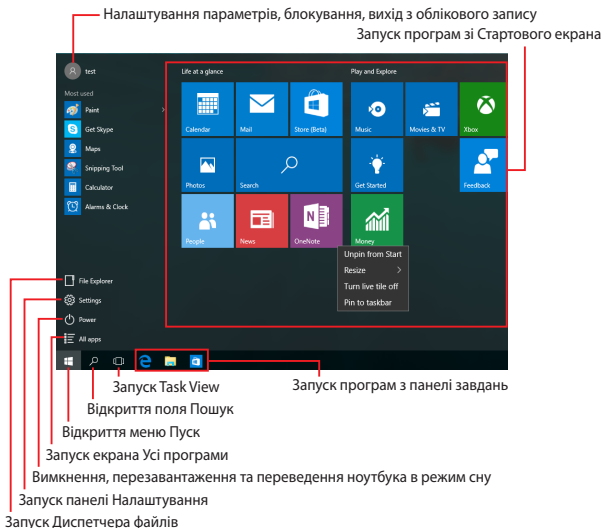 Налаштування параметрів, блокування, вихід з облікового запису
Запуск програм зі Стартового екрана
test
Life at a glance
Play and Explore
Most used
Paint
Get Skype
Maps
Snipping Tool
Calculator
Alarms & Clock
Calendar
Mail
Store (Beta)
Music
Movies & TV
Xbox
Photos
Search
Get Started
Feedback
People
News
OneNote
Money
Unpin from Start
Resize
Turn live tile off
Pin to taskbar
File Explorer
Settings
Power
All apps
Запуск Task View
Запуск програм з панелі завдань
Відкриття поля Пошук
Відкриття меню Пуск
Запуск екрана Усі програми
Вимкнення, перезавантаження та переведення ноутбука в режим сну
Запуск панелі Налаштування
Запуск Диспетчера файлів